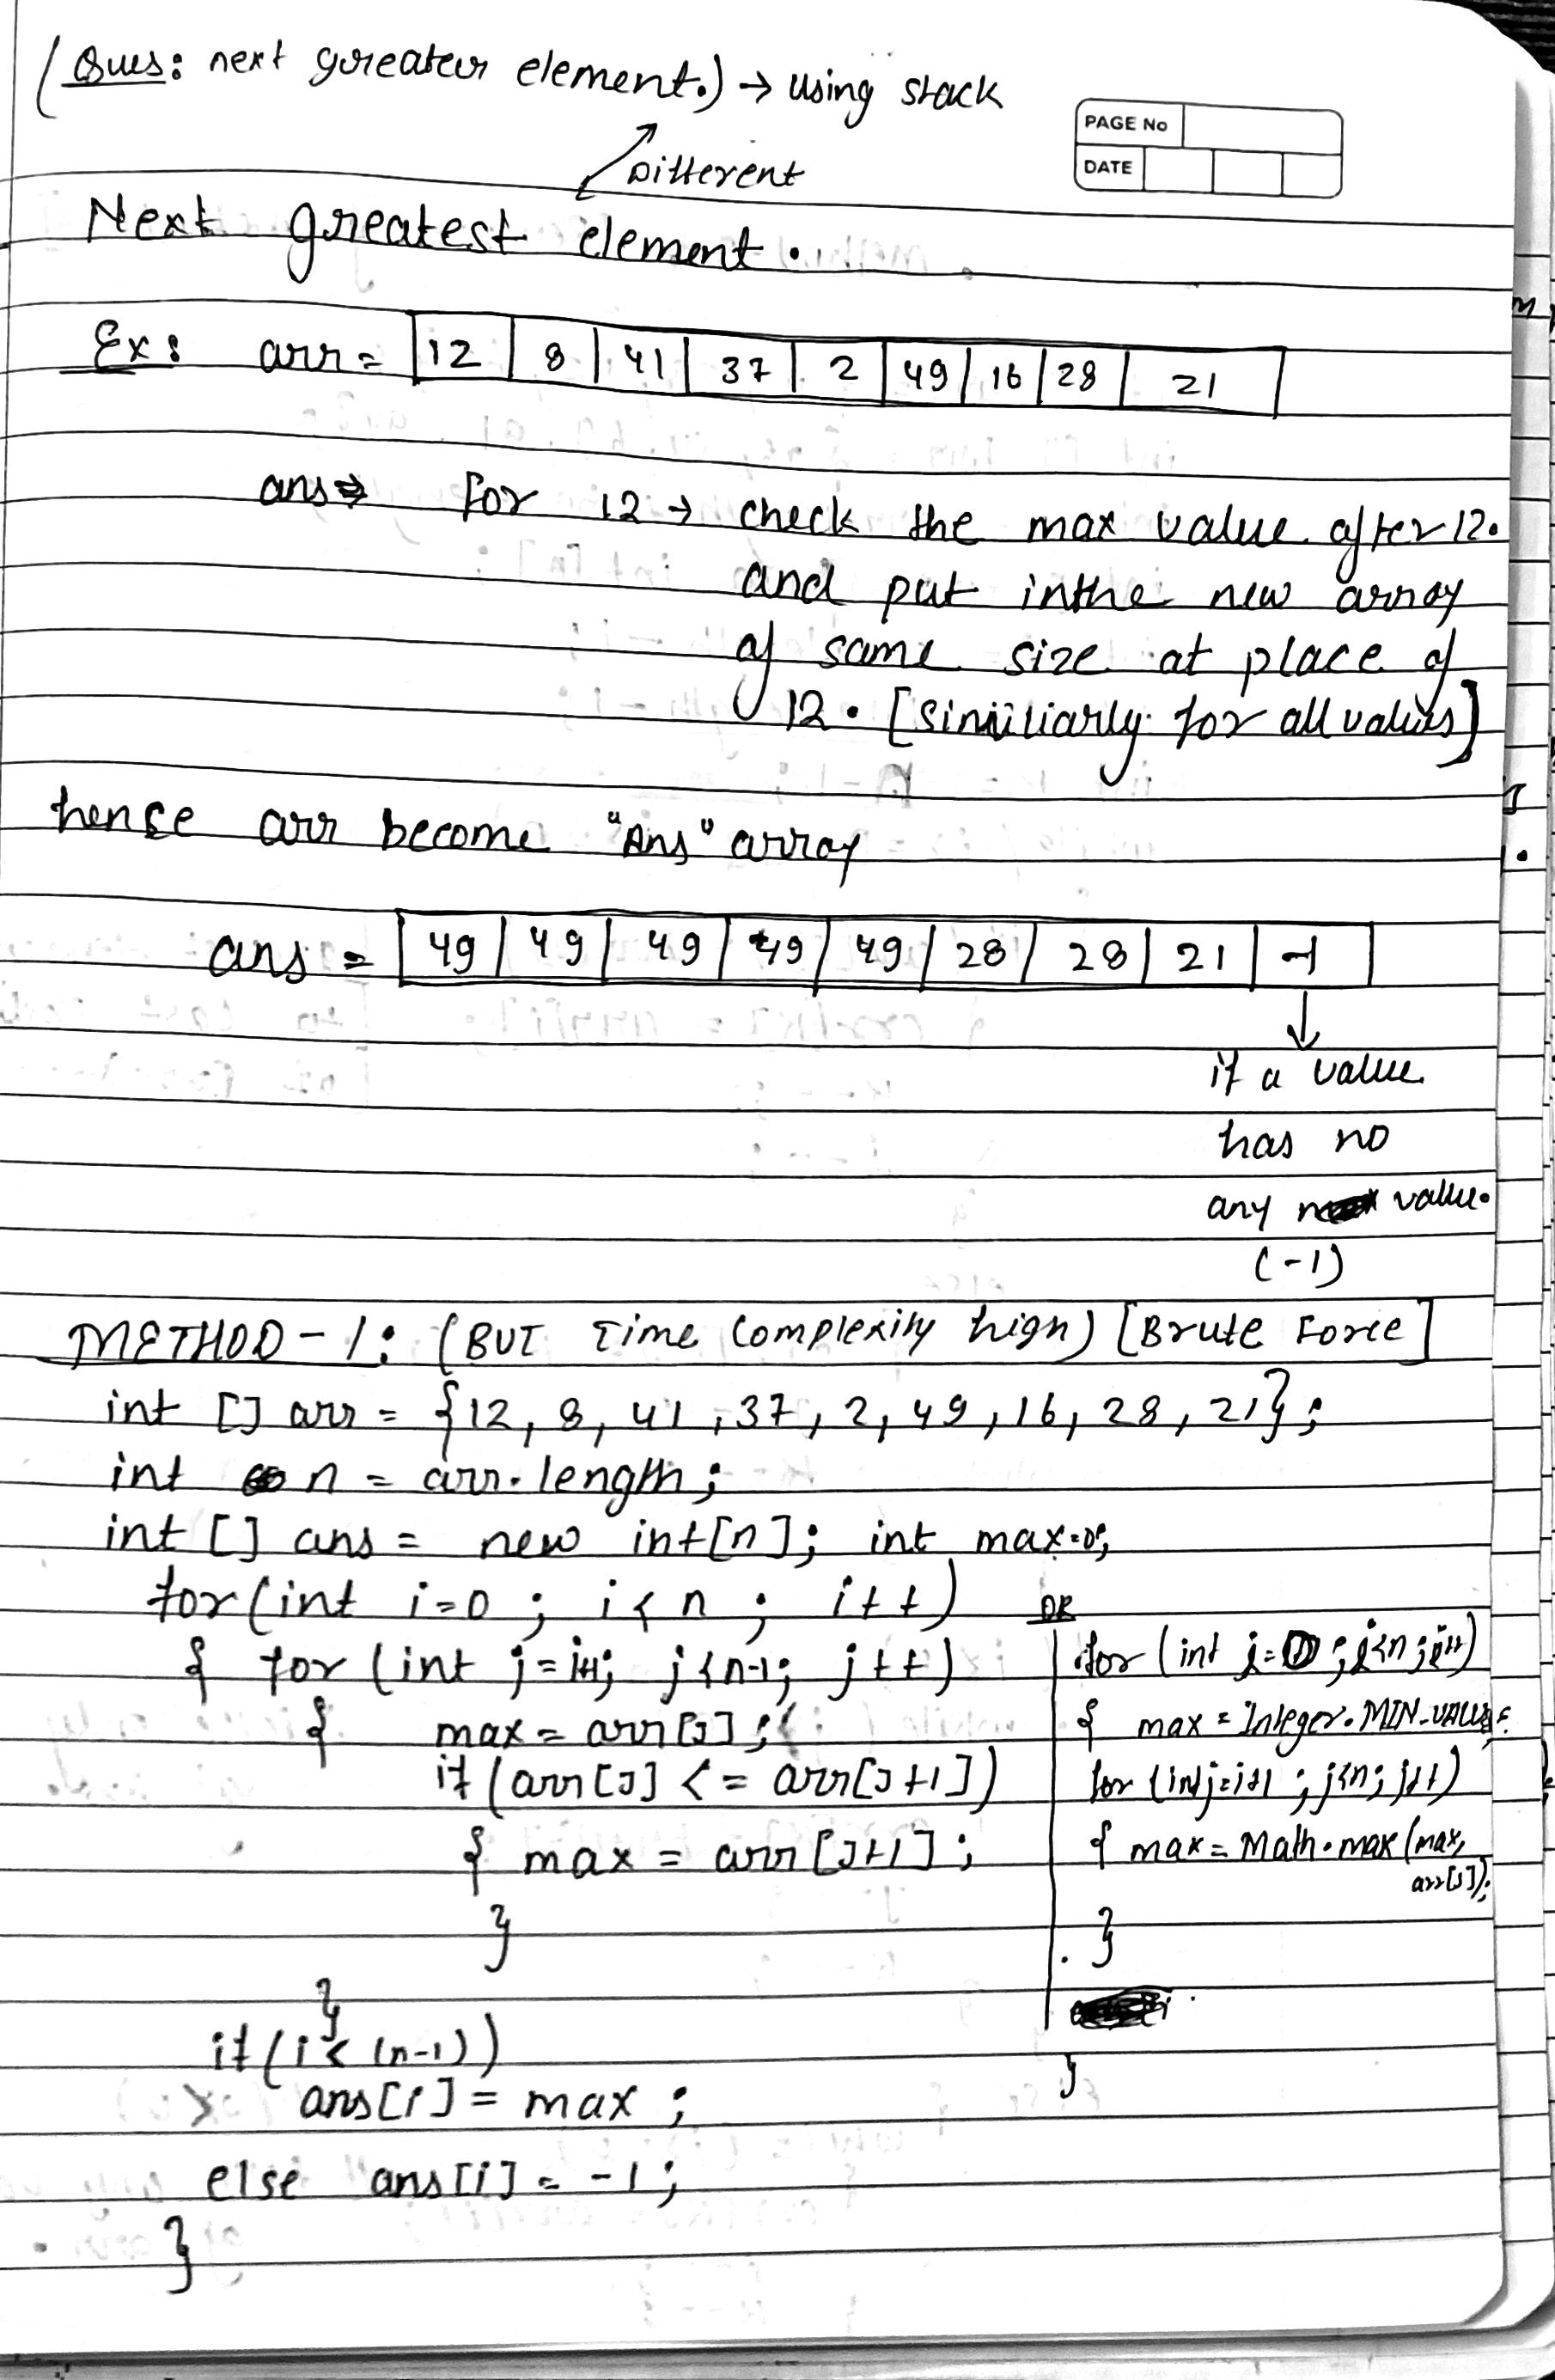 (Ques: next greater element.) → using stack
PAGE No
DATE
Different
Next greatest element.
Ex: arr = 12 8 41 37 2 49 16 28 21
ans ⇒ For 12 → check the max value after 12.
and put inthe new array
of same size at place of
12. [similiarly for all values]
hence arr become "Ans" array
ans = 49 49 49 49 49 28 28 21 -1
↓
if a value
has no
any value.
(-1)
METHOD - 1: (BUT Time Complexity high) [Brute Force]
int [] arr = {12, 8, 41, 37, 2, 49, 16, 28, 21};
int n = arr.length;
int [] ans = new int[n]; int max=0;
for (int i=0 ; i < n ; i++)
{ for (int j = i+1; j<n-1; j++)
{ max = arr[J];
if (arr[J] <= arr[J+1])
{ max = arr[J+1];
}
}
if (i < (n-1))
ans[i] = max ;
else ans[i] = -1;
}
OR
for (int i=0 ; i<n ; i++)
{ max = Integer.MIN_VALUE;
for (int j=i+1 ; j<n; j++)
{ max = Math.max(max,
arr[J]);
}
}